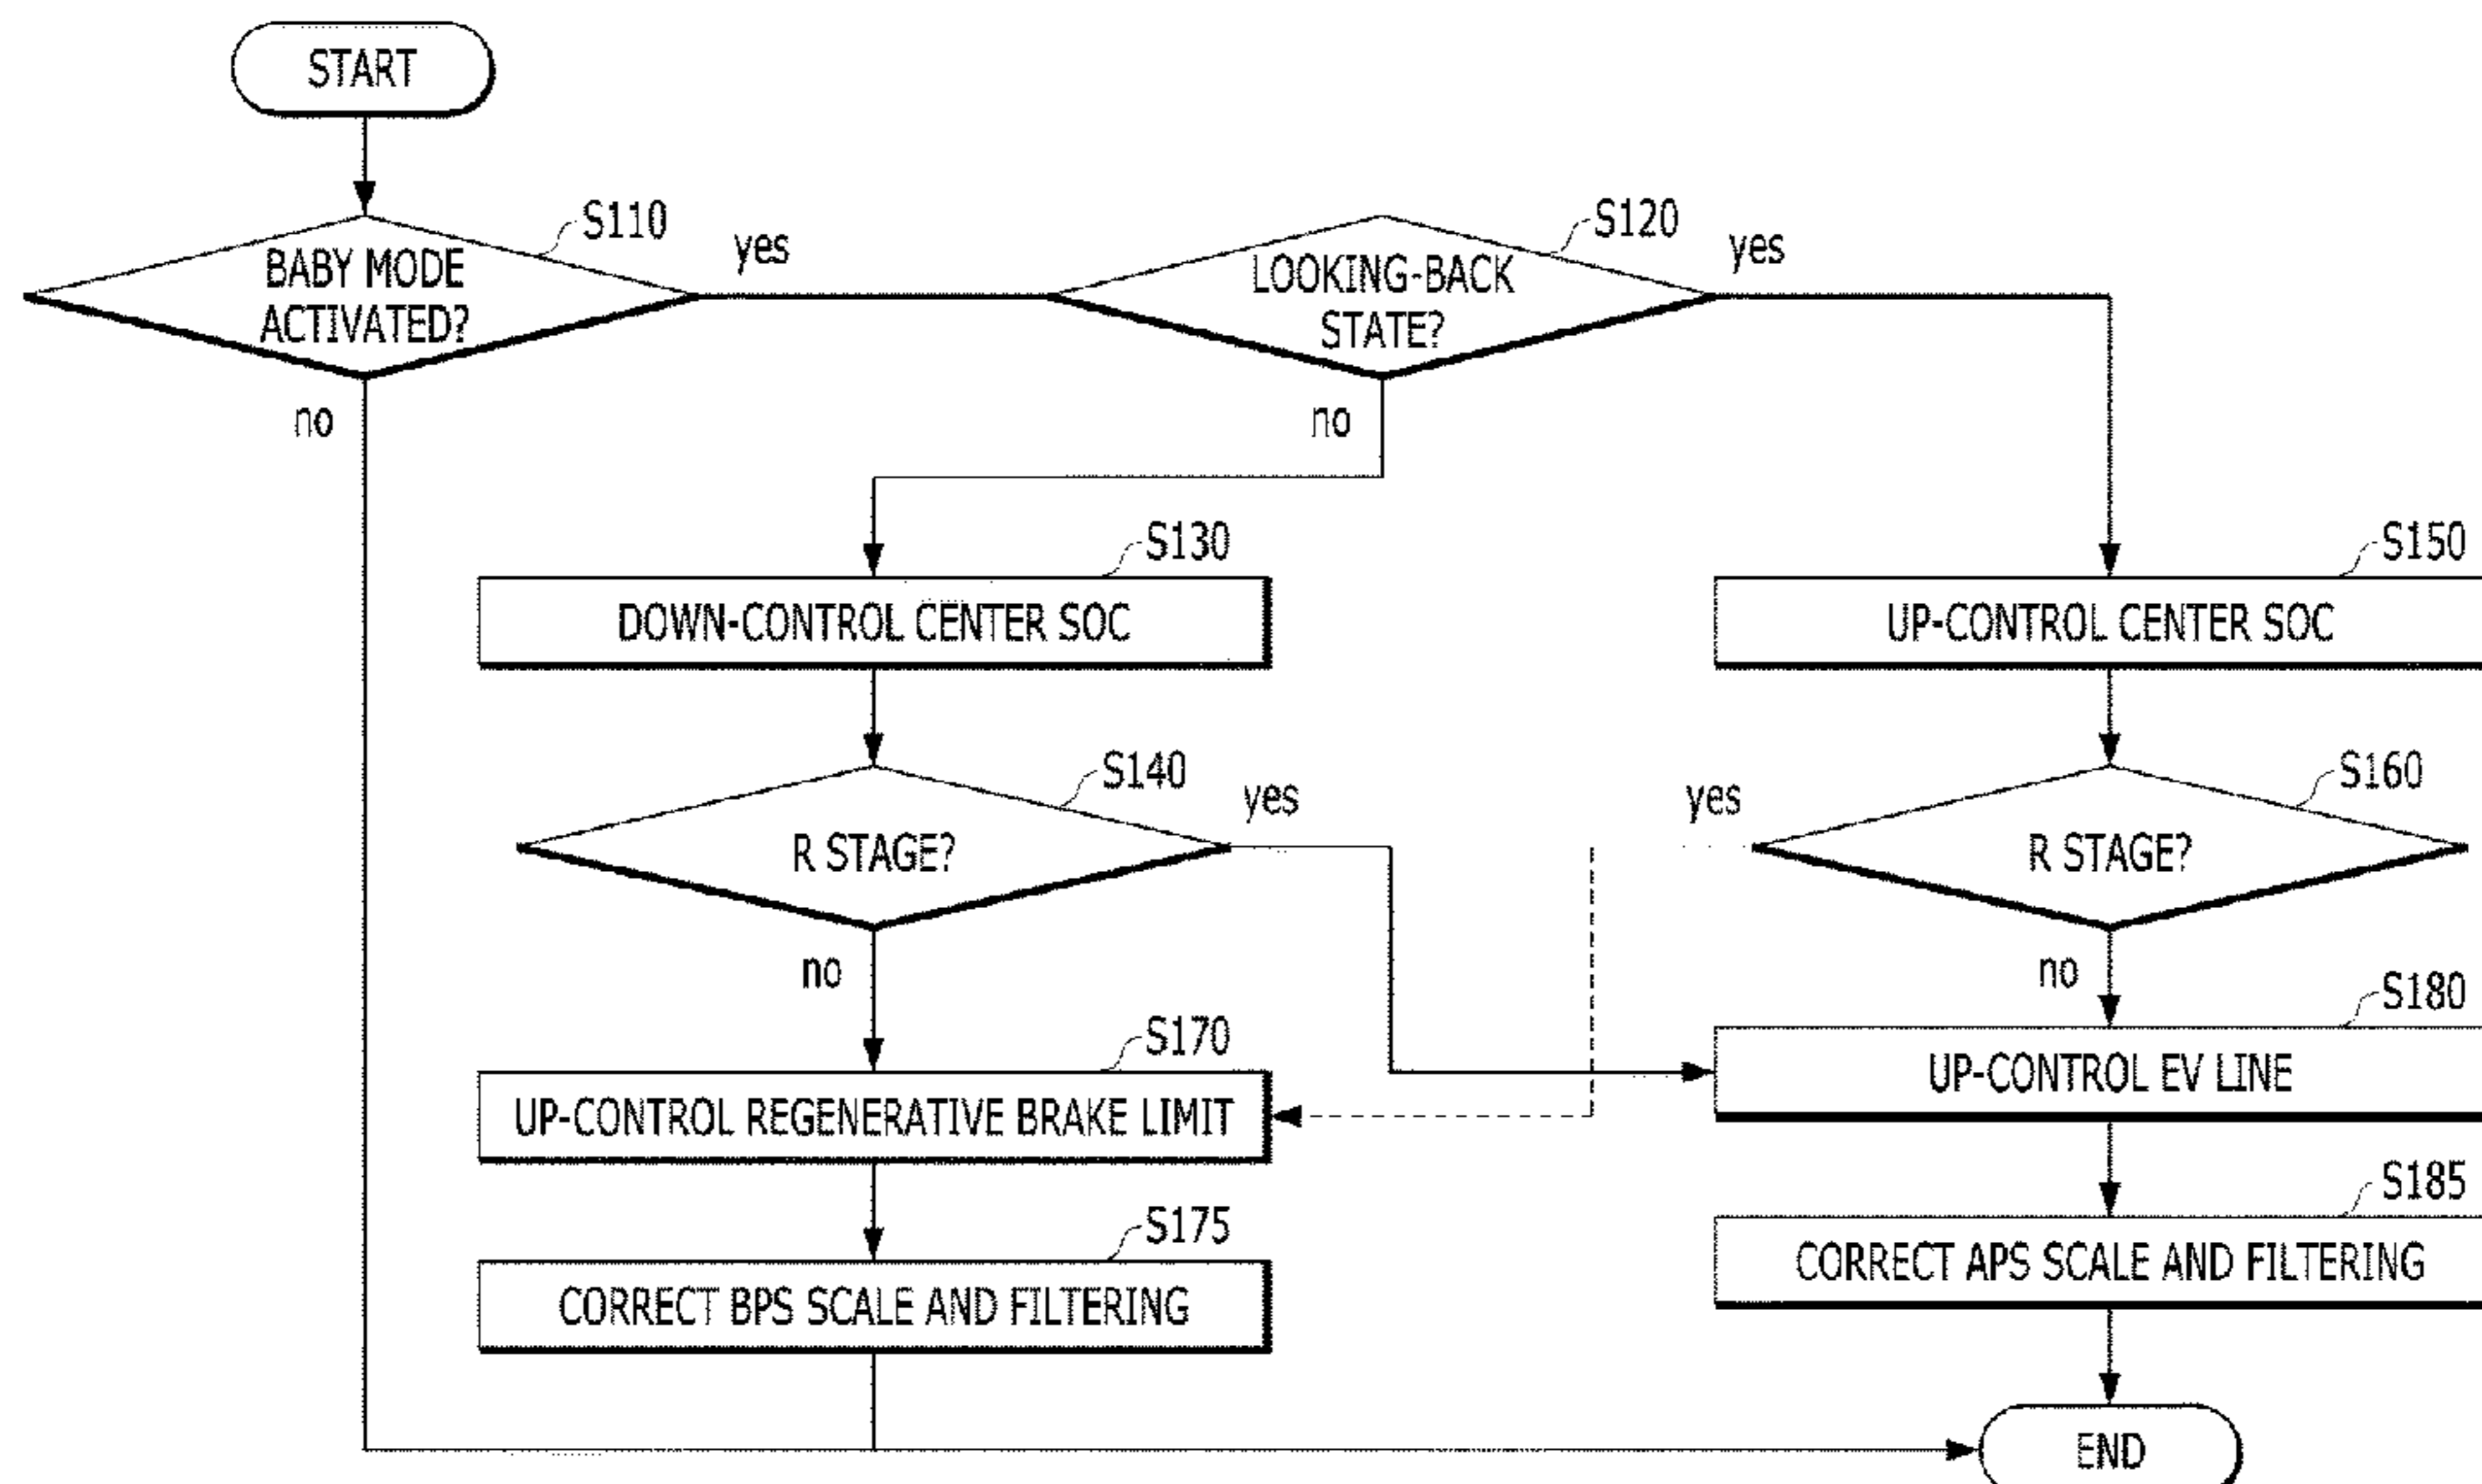 START
S110
BABY MODE
ACTIVATED?
yes
no
S120
LOOKING-BACK
STATE?
yes
no
S130
DOWN-CONTROL CENTER SOC
S150
UP-CONTROL CENTER SOC
S140
R STAGE?
yes
no
S160
R STAGE?
yes
no
S170
UP-CONTROL REGENERATIVE BRAKE LIMIT
S180
UP-CONTROL EV LINE
S175
CORRECT BPS SCALE AND FILTERING
S185
CORRECT APS SCALE AND FILTERING
END